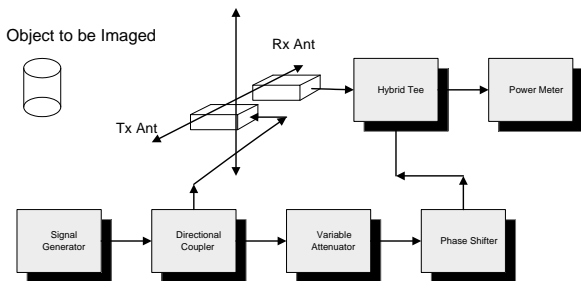 Object to be Imaged
Rx Ant
Tx Ant
Hybrid Tee
Power Meter
Signal
Generator
Directional
Coupler
Variable
Attenuator
Phase Shifter